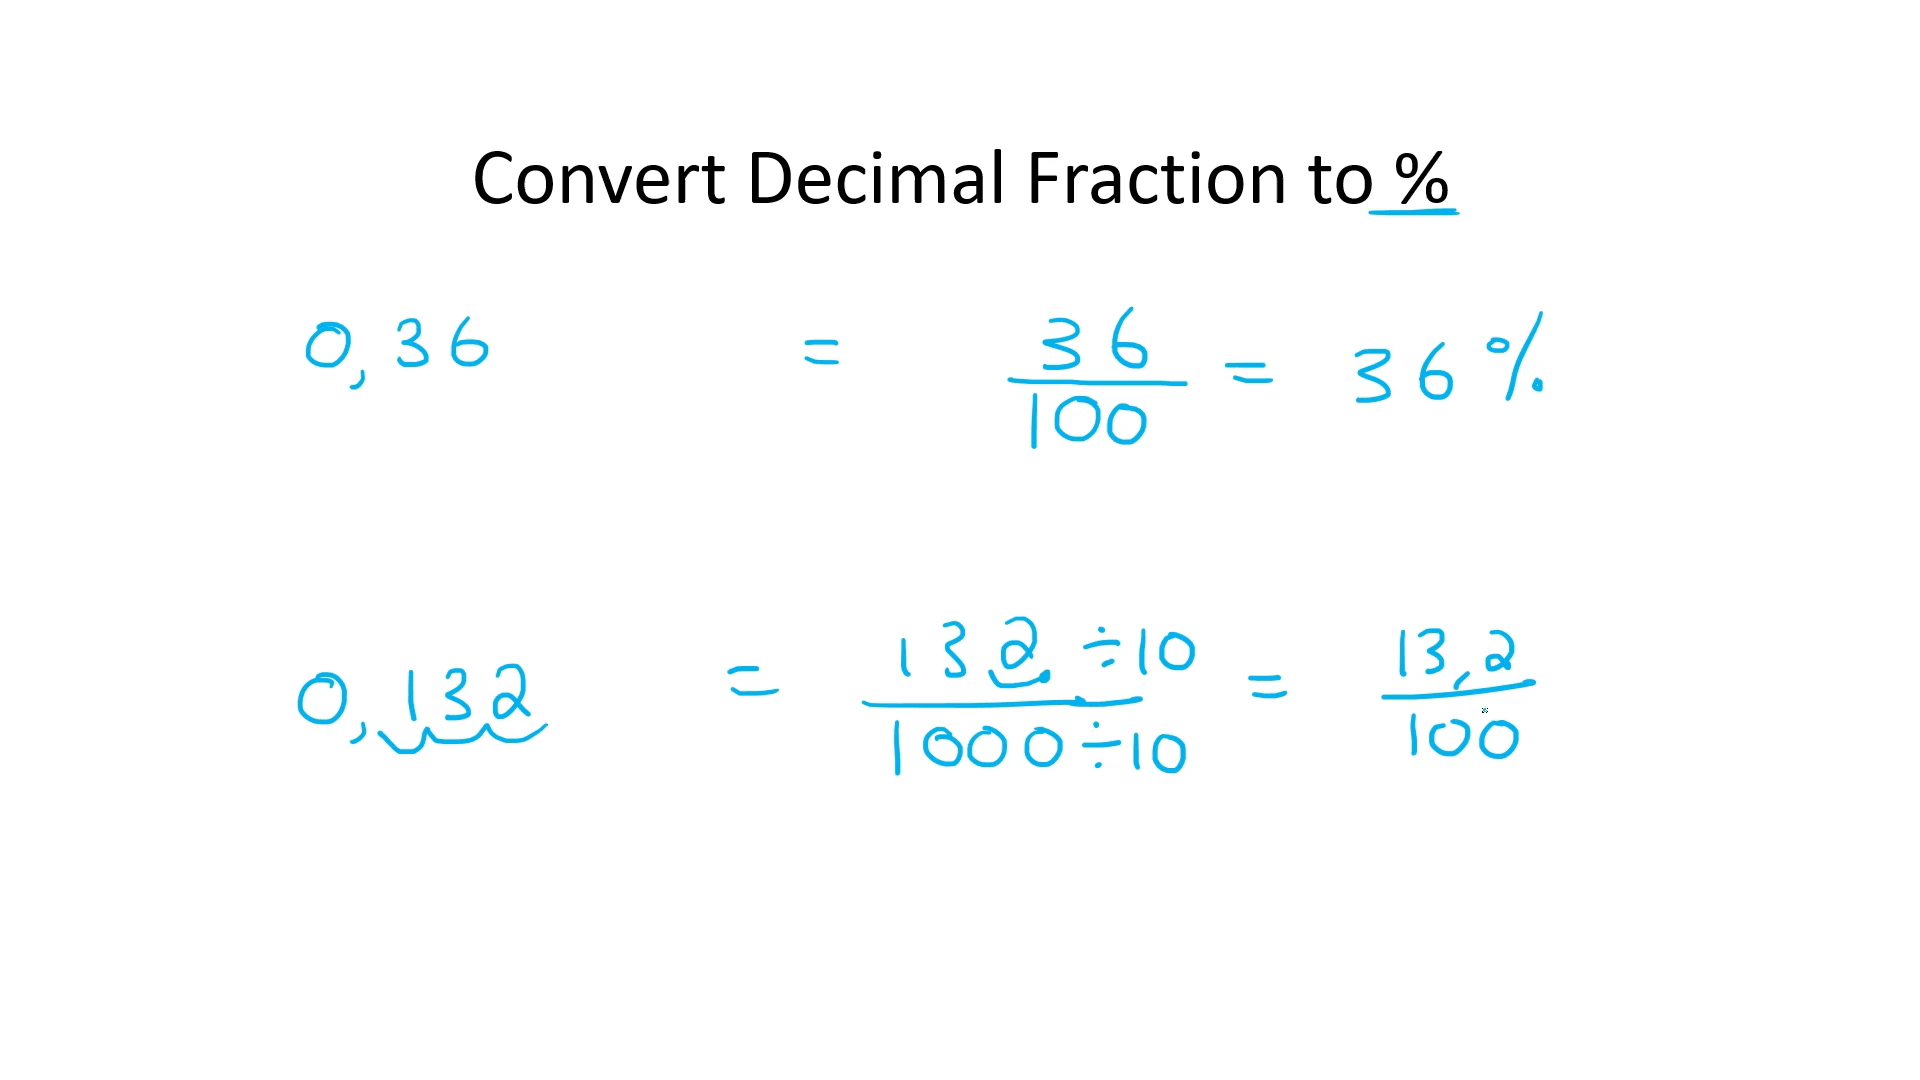 Convert Decimal Fraction to %
0,36 = 36/100 = 36%
0,132 = 132÷10/1000÷10 = 13,2/100